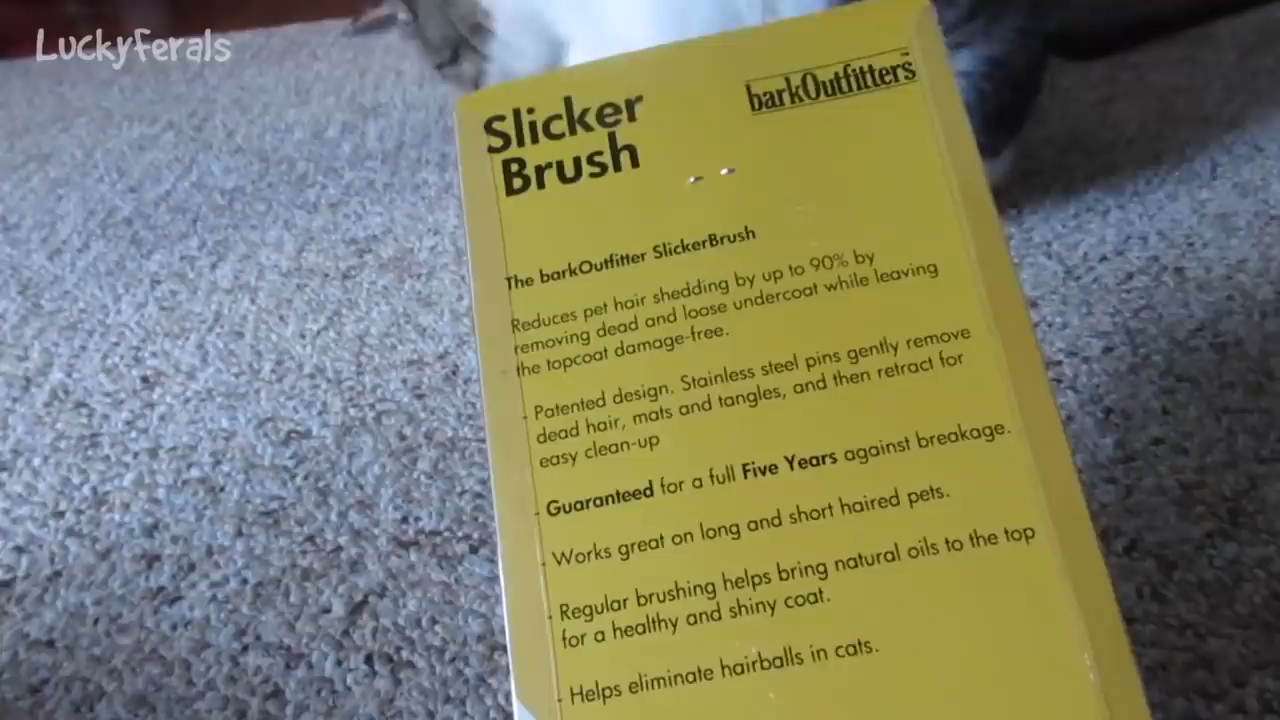 LuckyFerals
Slicker
Brush
barkOutfitters™
The barkOutfitter SlickerBrush
Reduces pet hair shedding by up to 90% by
removing dead and loose undercoat while leaving
the topcoat damage-free.
- Patented design. Stainless steel pins gently remove
dead hair, mats and tangles, and then retract for
easy clean-up
- Guaranteed for a full Five Years against breakage.
- Works great on long and short haired pets.
- Regular brushing helps bring natural oils to the top
for a healthy and shiny coat.
- Helps eliminate hairballs in cats.